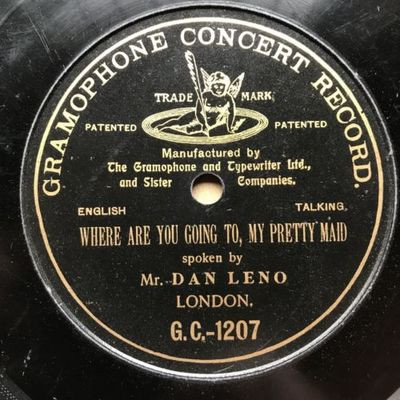 GRAMOPHONE CONCERT RECORD.
TRADE MARK
PATENTED PATENTED
Manufactured by
The Gramophone and Typewriter Ltd.,
and Sister Companies.
ENGLISH TALKING.
WHERE ARE YOU GOING TO, MY PRETTY MAID
spoken by
Mr. DAN LENO
LONDON.
G.C.-1207